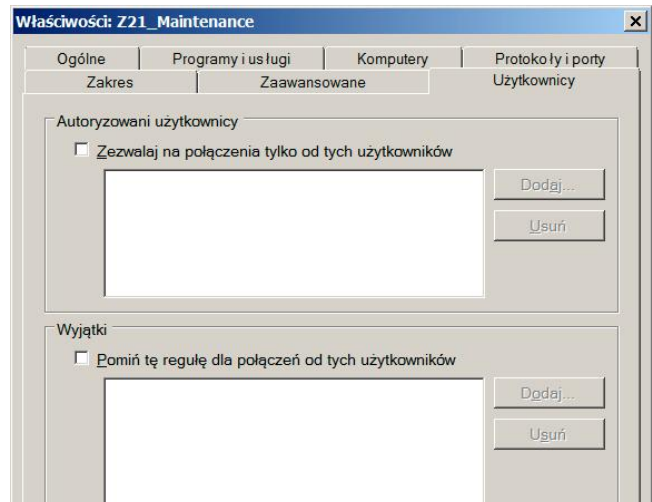 Właściwości: Z21_Maintenance
Ogólne
Programy i usługi
Komputery
Protokoły i porty
Zakres
Zaawansowane
Użytkownicy
Autoryzowani użytkownicy
Zezwalaj na połączenia tylko od tych użytkowników
Dodaj...
Usuń
Wyjątki
Pomiń tę regułę dla połączeń od tych użytkowników
Dodaj...
Usuń